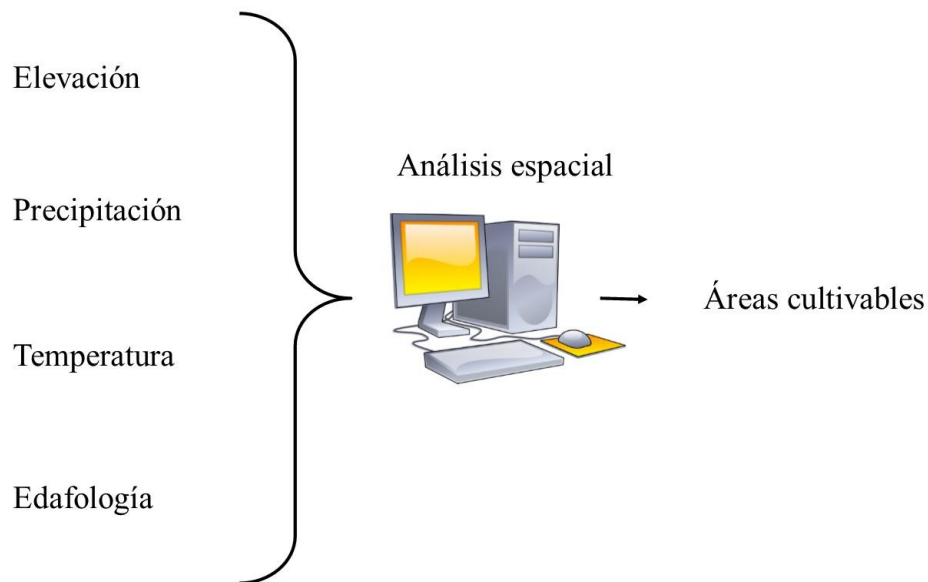 Elevación
Precipitación
Temperatura
Edafología
Análisis espacial
Áreas cultivables